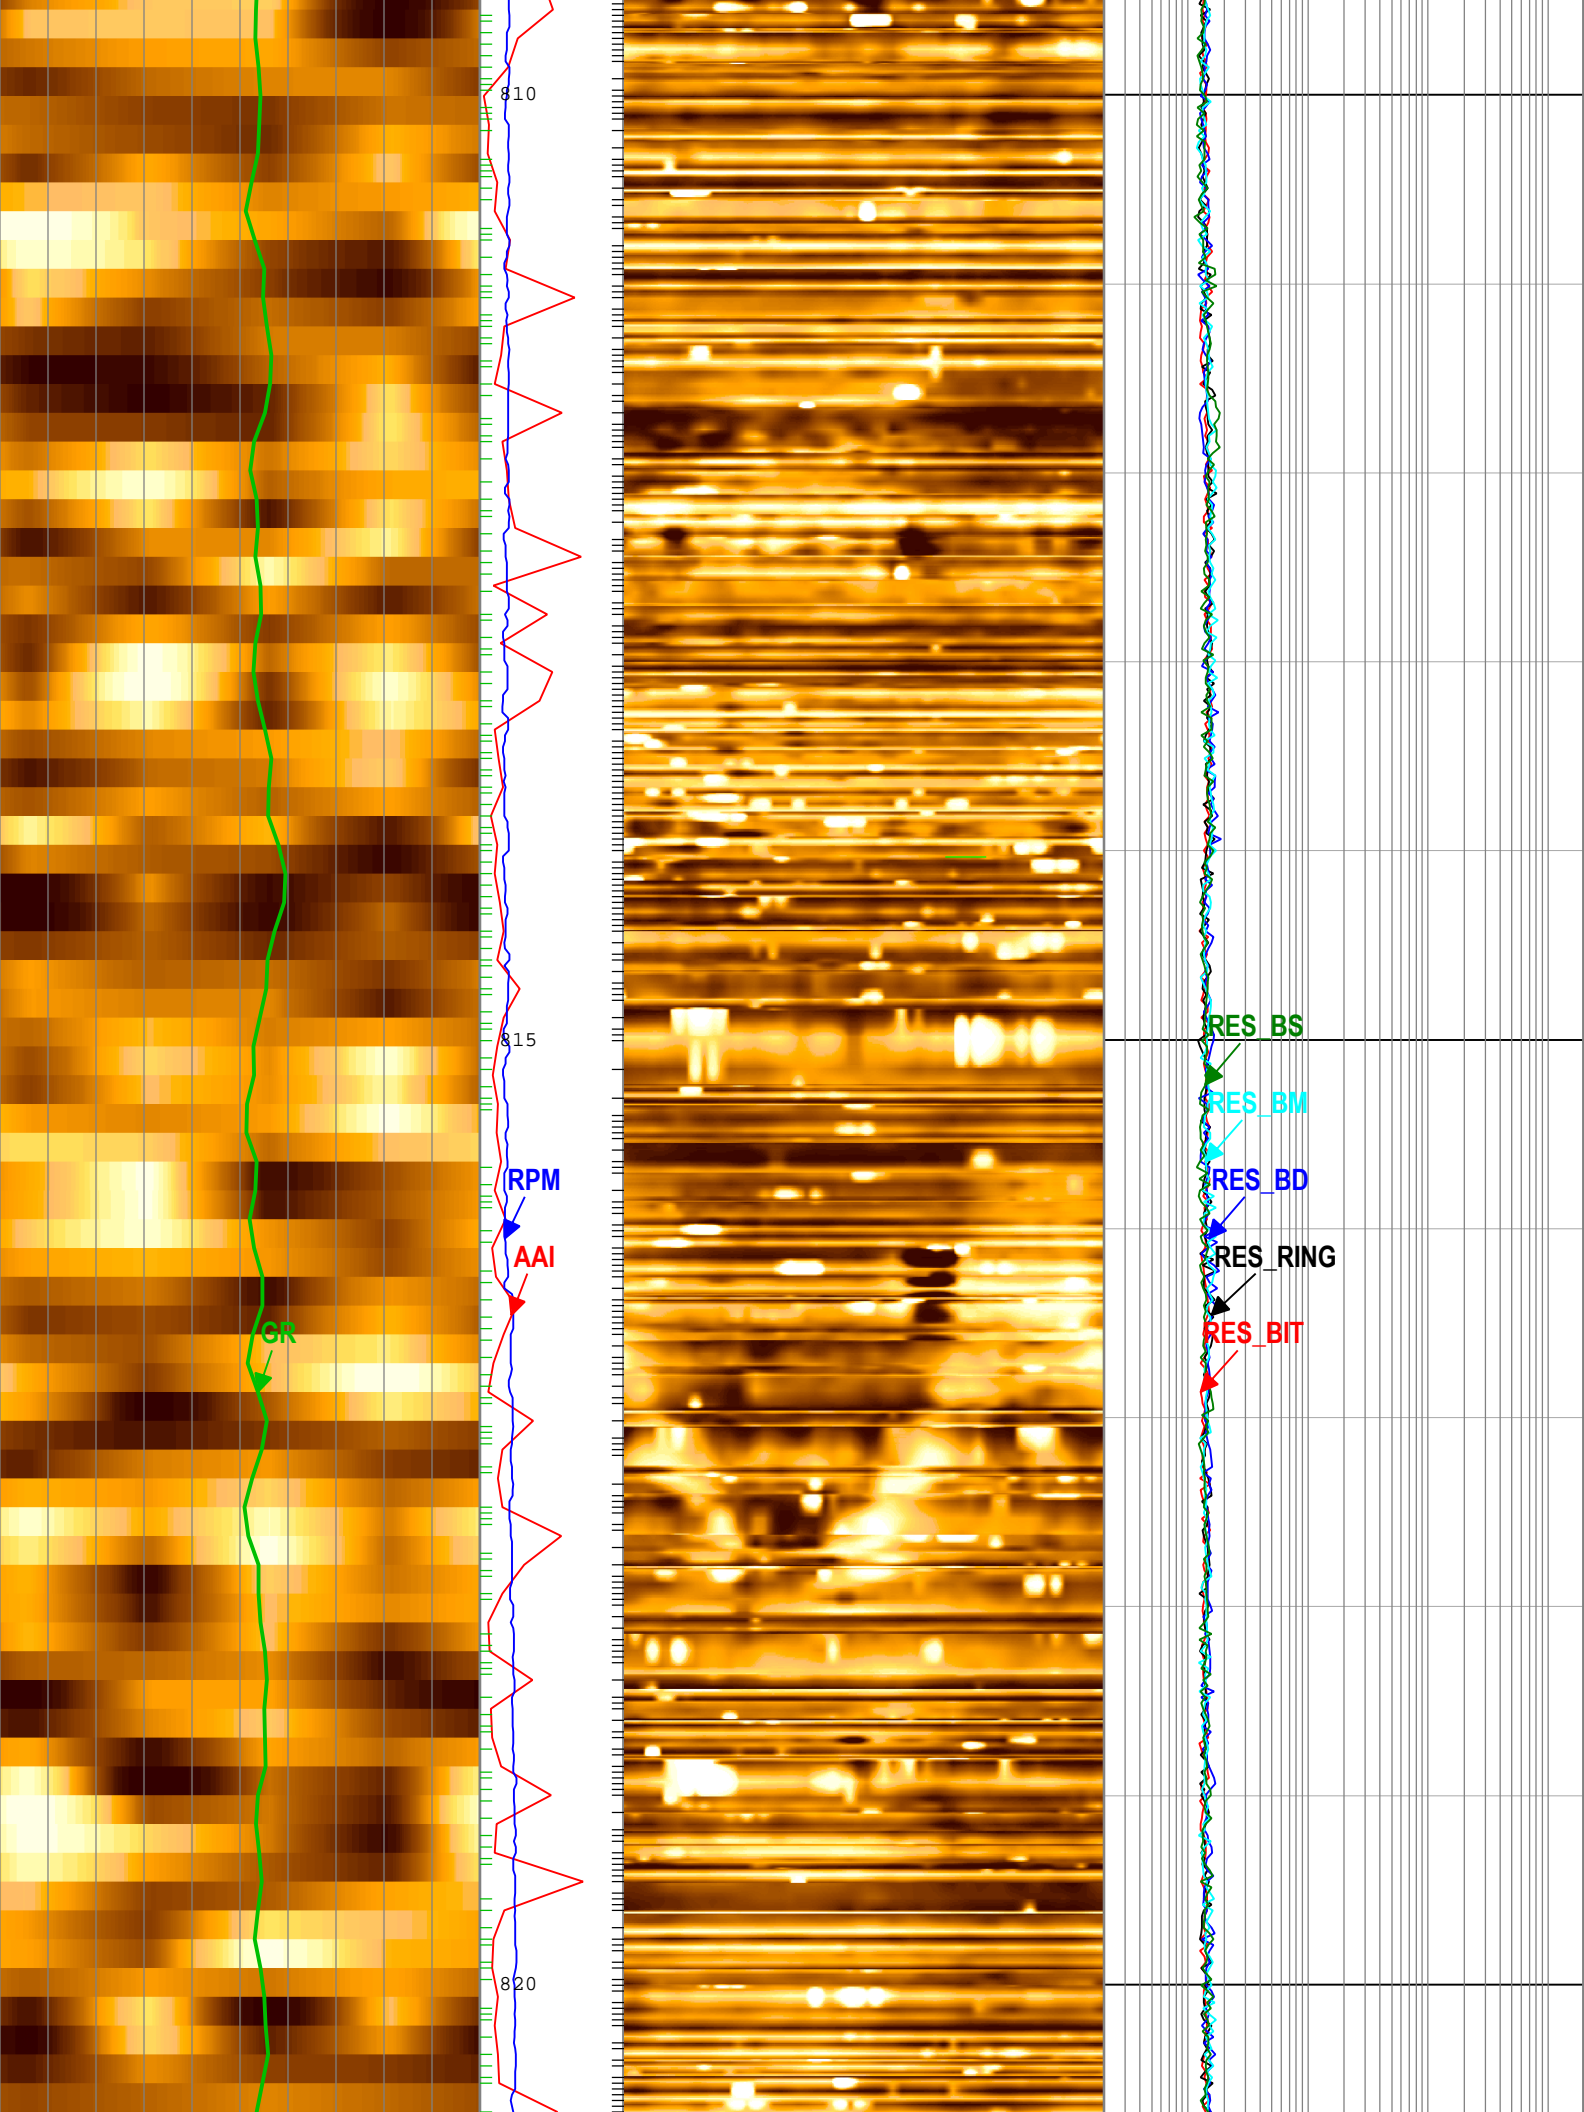 810
815
RES_BS
RES_BM
RPM
RES_BD
AAI
RES_RING
GR
RES_BIT
820